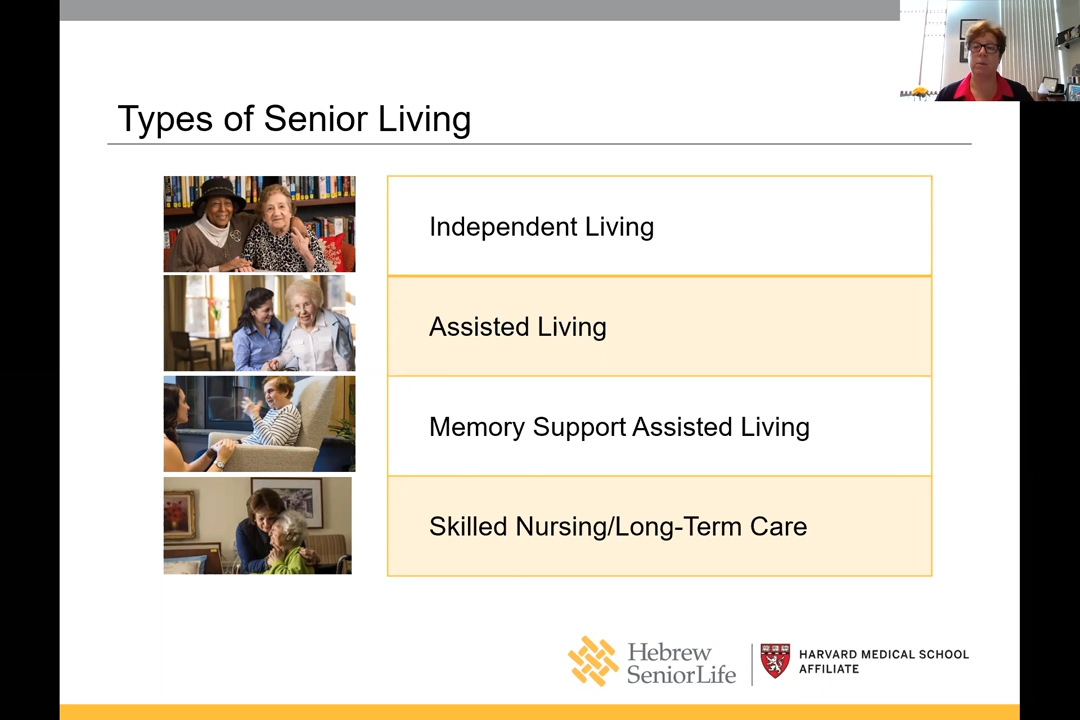 Types of Senior Living
Independent Living
Assisted Living
Memory Support Assisted Living
Skilled Nursing/Long-Term Care
Hebrew
SeniorLife
HARVARD MEDICAL SCHOOL
AFFILIATE